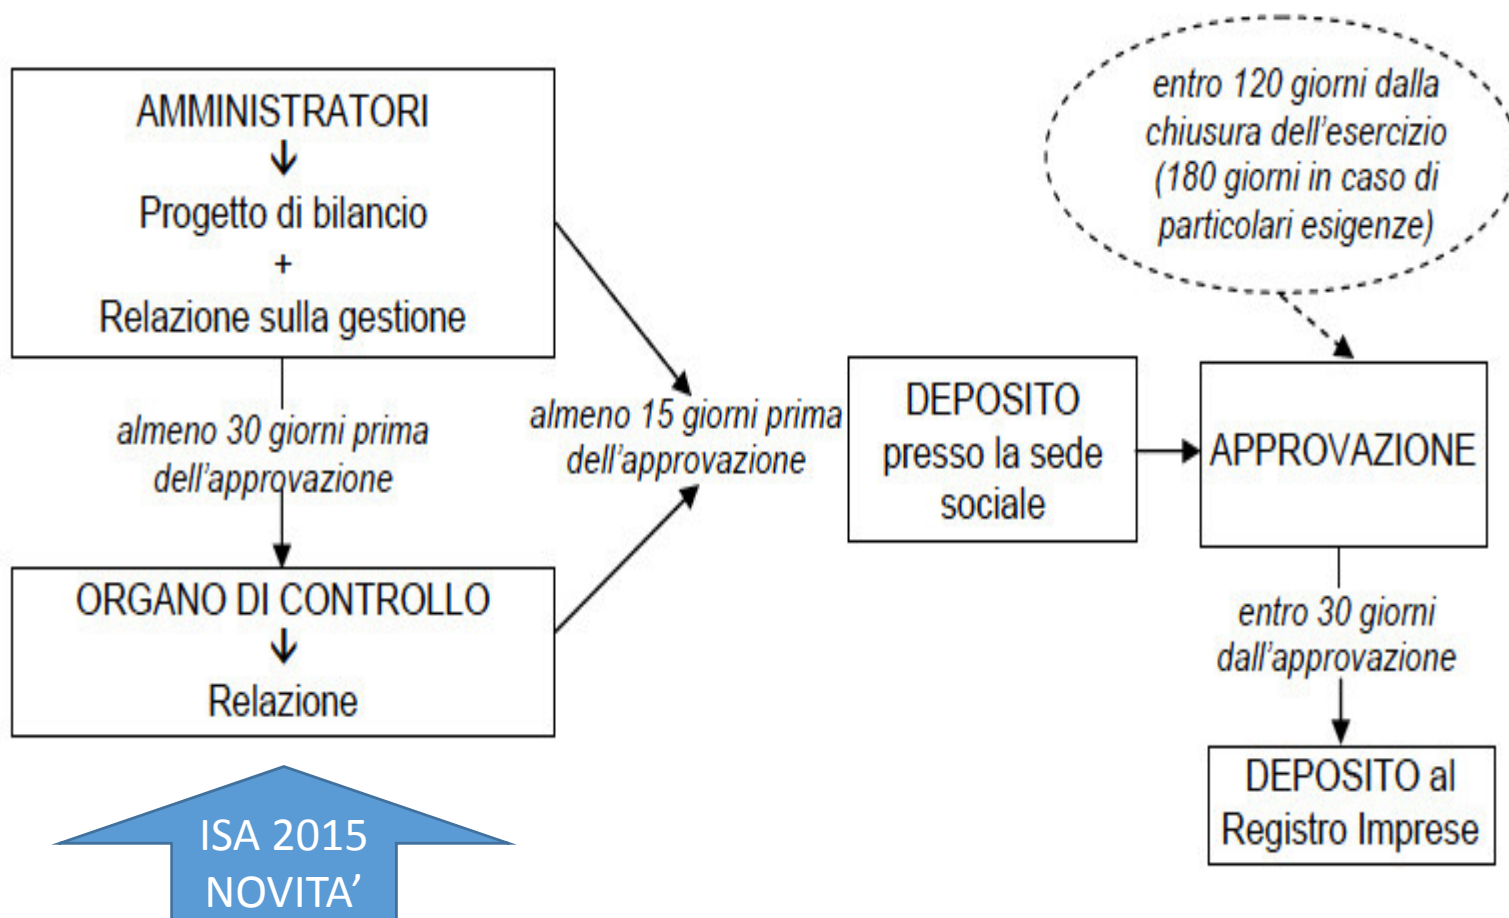 AMMINISTRATORI
Progetto di bilancio
+
Relazione sulla gestione
almeno 30 giorni prima
dell'approvazione
ORGANO DI CONTROLLO
Relazione
ISA 2015
NOVITA’
almeno 15 giorni prima
dell'approvazione
DEPOSITO
presso la sede
sociale
entro 120 giorni dalla
chiusura dell'esercizio
(180 giorni in caso di
particolari esigenze)
APPROVAZIONE
entro 30 giorni
dall'approvazione
DEPOSITO al
Registro Imprese